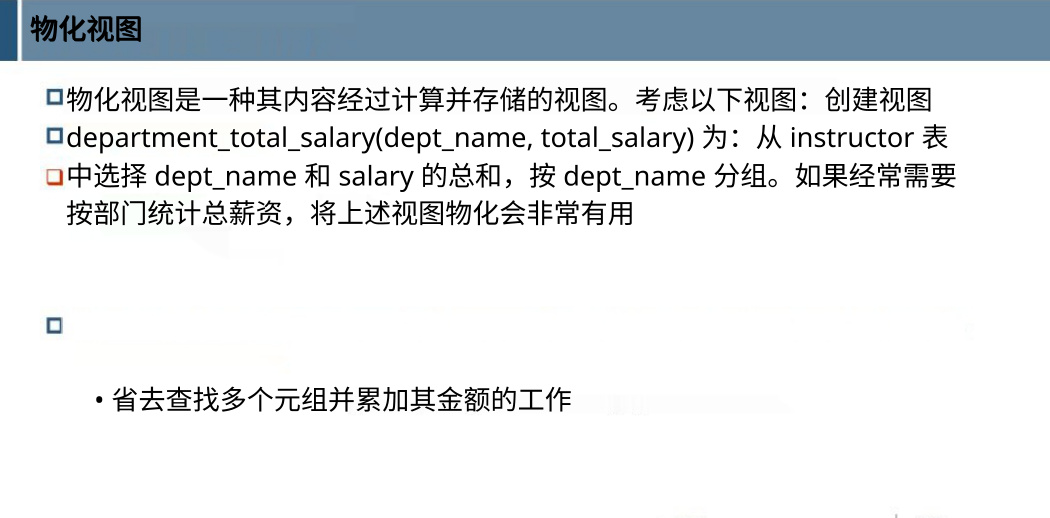 物化视图
物化视图是一种其内容经过计算并存储的视图。考虑以下视图：创建视图
department_total_salary(dept_name, total_salary) 为：从 instructor 表
中选择 dept_name 和 salary 的总和，按 dept_name 分组。如果经常需要
按部门统计总薪资，将上述视图物化会非常有用
• 省去查找多个元组并累加其金额的工作